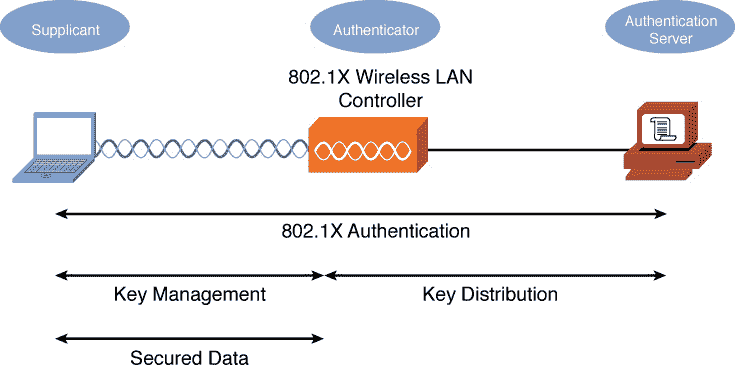 Supplicant
Authenticator
Authentication
Server
802.1X Wireless LAN
Controller
802.1X Authentication
Key Management
Key Distribution
Secured Data